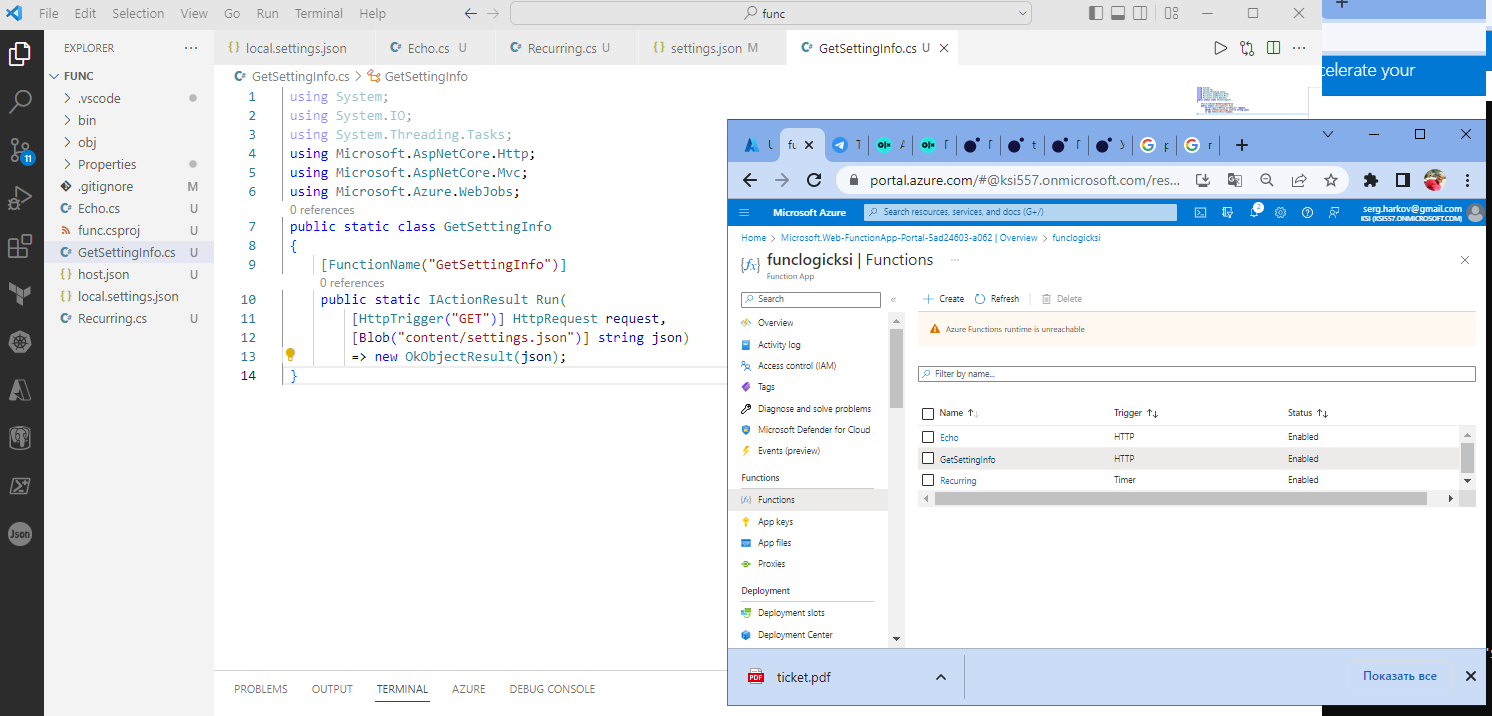 File Edit Selection View Go Run Terminal Help
func
celerate your
EXPLORER
FUNC
.vscode
bin
obj
Properties
.gitignore M
Echo.cs U
func.csproj U
GetSettingInfo.cs U
host.json U
local.settings.json
Recurring.cs U
11
Json
local.settings.json
Echo.cs U
Recurring.cs U
settings.json M
GetSettingInfo.cs U
GetSettingInfo.cs > GetSettingInfo
1 using System;
2 using System.IO;
3 using System.Threading.Tasks;
4 using Microsoft.AspNetCore.Http;
5 using Microsoft.AspNetCore.Mvc;
6 using Microsoft.Azure.WebJobs;
0 references
7 public static class GetSettingInfo
8 {
9 [FunctionName("GetSettingInfo")]
0 references
10 public static IActionResult Run(
11 [HttpTrigger("GET")] HttpRequest request,
12 [Blob("content/settings.json")] string json)
13 => new OkObjectResult(json);
14 }
PROBLEMS OUTPUT TERMINAL AZURE DEBUG CONSOLE
portal.azure.com/#@ksi557.onmicrosoft.com/res...
Microsoft Azure
Search resources, services, and docs (G+/)
2
serg.harkov@gmail.com
KSI (KSI557.ONMICROSOFT.COM)
Home > Microsoft.Web-FunctionApp-Portal-5ad24603-a062 | Overview > funclogicksi
funclogicksi | Functions ...
Function App
Search
Overview
Activity log
Access control (IAM)
Tags
Diagnose and solve problems
Microsoft Defender for Cloud
Events (preview)
Functions
Functions
App keys
App files
Proxies
Deployment
Deployment slots
Deployment Center
Create Refresh Delete
Azure Functions runtime is unreachable
Filter by name...
Name Trigger Status
Echo HTTP Enabled
GetSettingInfo HTTP Enabled
Recurring Timer Enabled
PDF
ticket.pdf
Показать все